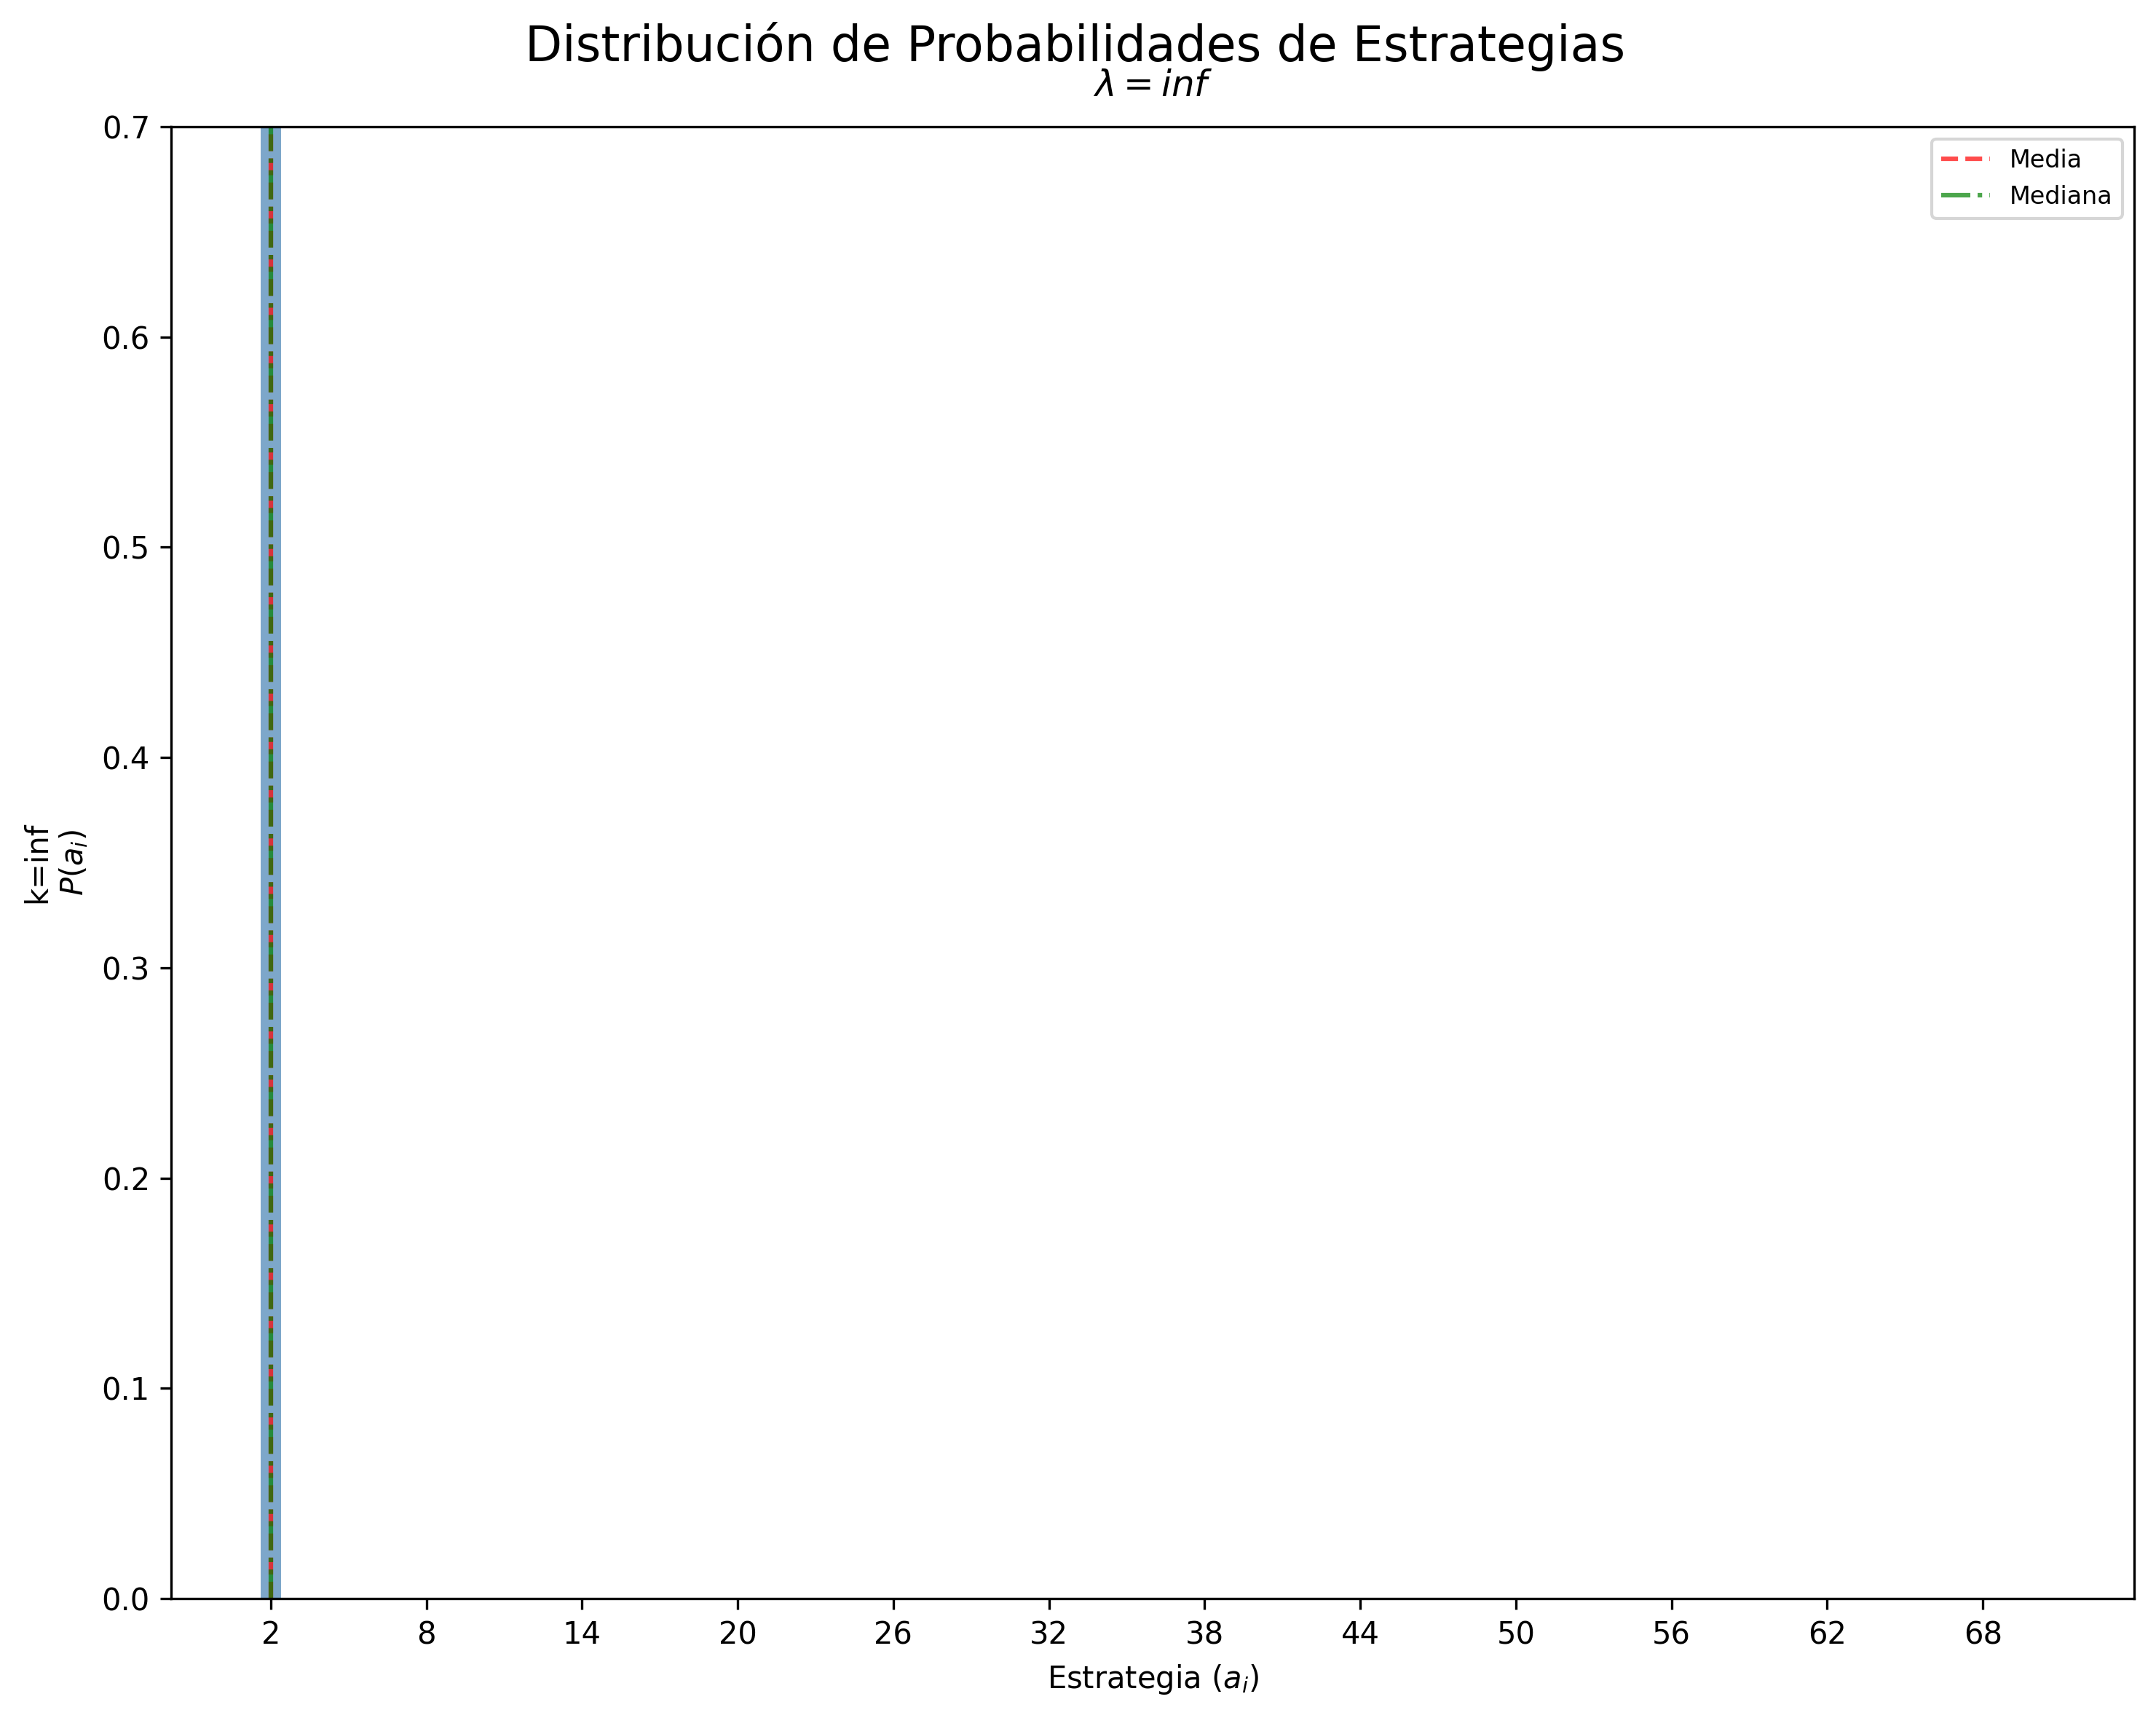 Distribución de Probabilidades de Estrategias
λ = inf
Media
Mediana
0.7
0.6
0.5
0.4
0.3
0.2
0.1
0.0
k=inf
P(a_i)
2 8 14 20 26 32 38 44 50 56 62 68
Estrategia (a_i)